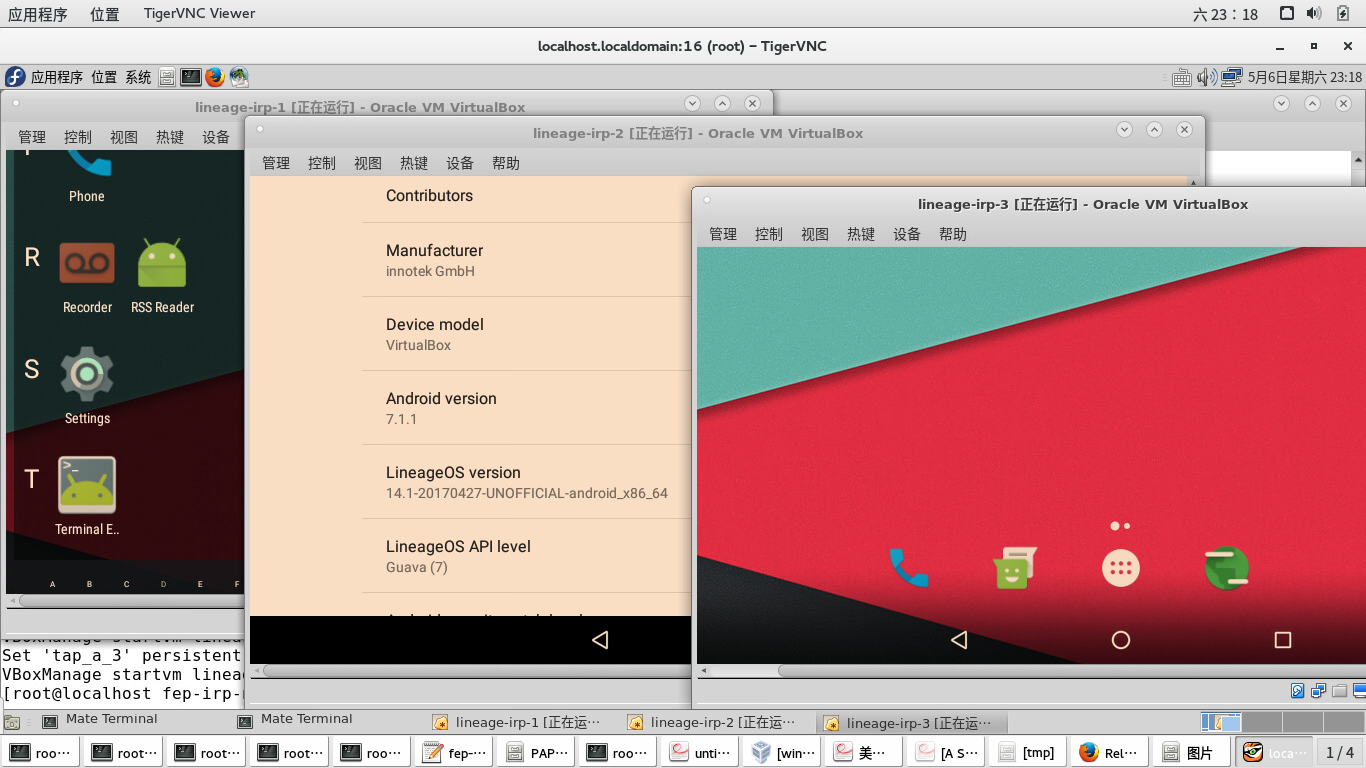 应用程序 位置 TigerVNC Viewer 六 23：18
localhost.localdomain:16 (root) − TigerVNC
应用程序 位置 系统 5月6日星期六 23:18
lineage-irp-1 [正在运行] - Oracle VM VirtualBox
管理 控制 视图 热键 设备
Phone
R
Recorder RSS Reader
S
Settings
T
Terminal E..
A B C D E F
lineage-irp-2 [正在运行] - Oracle VM VirtualBox
管理 控制 视图 热键 设备 帮助
Contributors
Manufacturer
innotek GmbH
Device model
VirtualBox
Android version
7.1.1
LineageOS version
14.1-20170427-UNOFFICIAL-android_x86_64
LineageOS API level
Guava (7)
lineage-irp-3 [正在运行] - Oracle VM VirtualBox
管理 控制 视图 热键 设备 帮助
VBoxManage startvm linea
Set 'tap_a_3' persistent
VBoxManage startvm lineag
[root@localhost fep-irp-
Mate Terminal Mate Terminal lineage-irp-1 [正在运··· lineage-irp-2 [正在运··· lineage-irp-3 [正在运···
roo··· root··· root··· root··· roo··· fep-··· PAP··· roo··· unti··· [win··· 美··· [A S··· [tmp] Rel··· 图片 loca··· 1 / 4